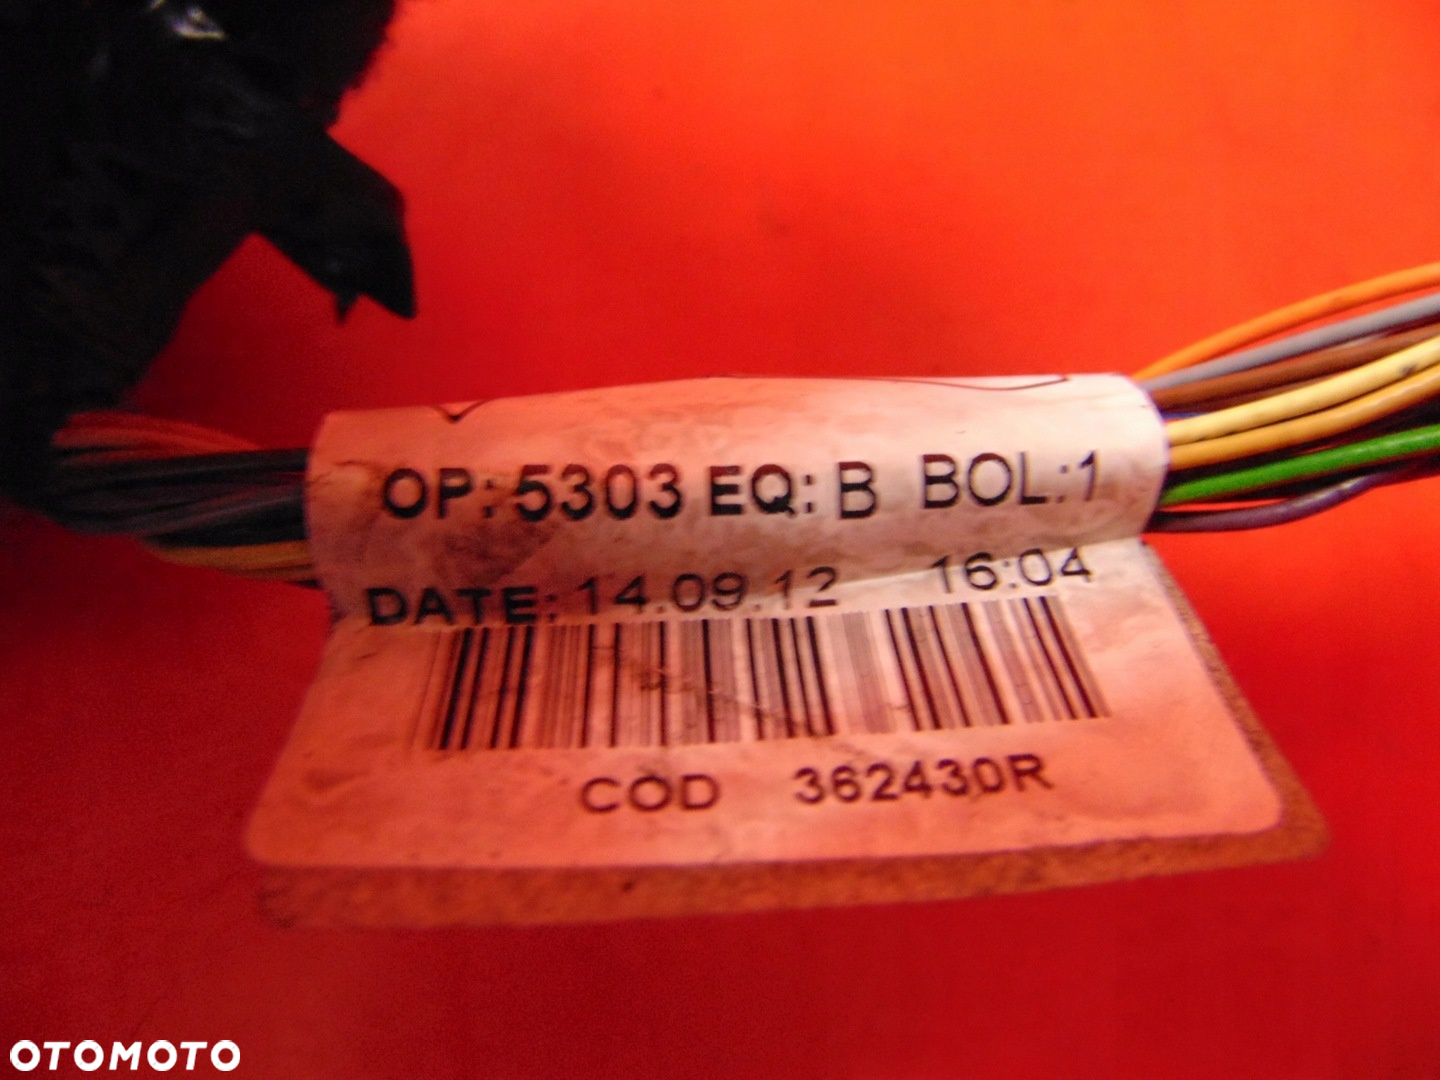 OP: 5303 EQ: B BOL:1
DATE: 14.09.12 16:04
COD 362430R
OTOMOTO